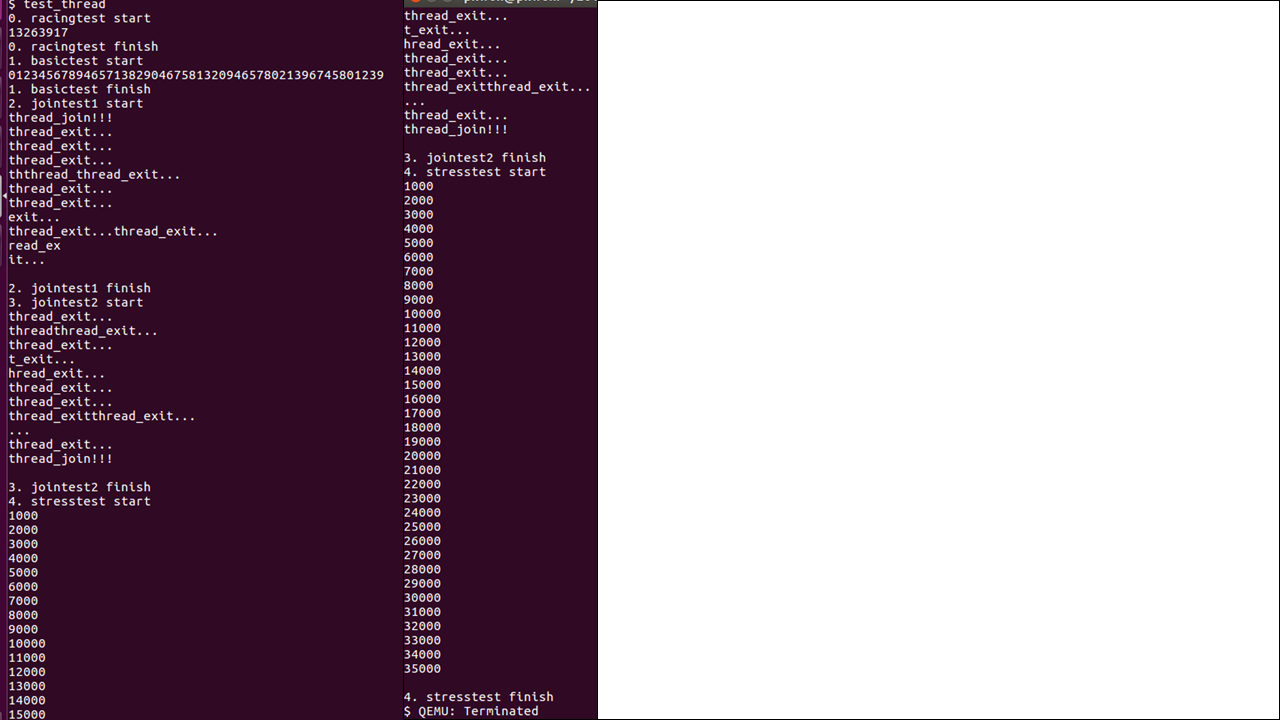 $ test_thread
0. racingtest start
13263917
0. racingtest finish
1. basictest start
01234567894657138290467581320946578021396745801239
1. basictest finish
2. jointest1 start
thread_join!!!
thread_exit...
thread_exit...
thread_exit...
ththread_thread_exit...
thread_exit...
thread_exit...
exit...
thread_exit...thread_exit...
read_ex
it...
2. jointest1 finish
3. jointest2 start
thread_exit...
threadthread_exit...
thread_exit...
t_exit...
hread_exit...
thread_exit...
thread_exit...
thread_exitthread_exit...
...
thread_exit...
thread_join!!!
3. jointest2 finish
4. stresstest start
1000
2000
3000
4000
5000
6000
7000
8000
9000
10000
11000
12000
13000
14000
15000
thread_exit...
t_exit...
hread_exit...
thread_exit...
thread_exit...
thread_exitthread_exit...
...
thread_exit...
thread_join!!!
3. jointest2 finish
4. stresstest start
1000
2000
3000
4000
5000
6000
7000
8000
9000
10000
11000
12000
13000
14000
15000
16000
17000
18000
19000
20000
21000
22000
23000
24000
25000
26000
27000
28000
29000
30000
31000
32000
33000
34000
35000
4. stresstest finish
$ QEMU: Terminated